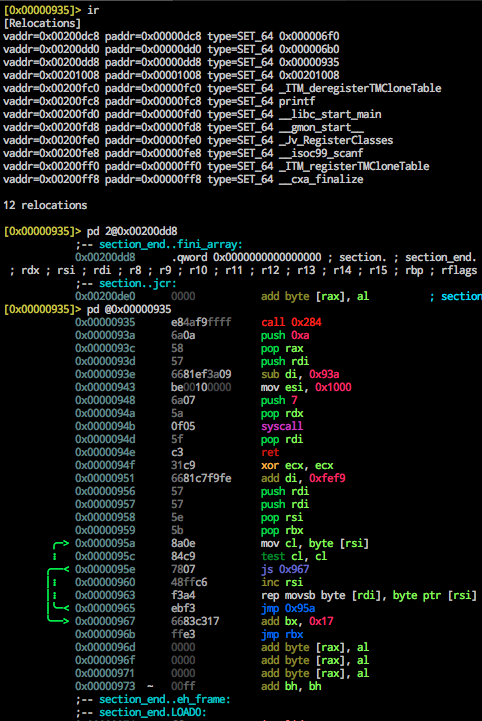 [0x00000935]> ir
[Relocations]
vaddr=0x00200dc8 paddr=0x00000dc8 type=SET_64 0x000006f0
vaddr=0x00200dd0 paddr=0x00000dd0 type=SET_64 0x000006b0
vaddr=0x00200dd8 paddr=0x00000dd8 type=SET_64 0x00000935
vaddr=0x00201008 paddr=0x00001008 type=SET_64 0x00201008
vaddr=0x00200fc0 paddr=0x00000fc0 type=SET_64 _ITM_deregisterTMCloneTable
vaddr=0x00200fc8 paddr=0x00000fc8 type=SET_64 printf
vaddr=0x00200fd0 paddr=0x00000fd0 type=SET_64 __libc_start_main
vaddr=0x00200fd8 paddr=0x00000fd8 type=SET_64 __gmon_start__
vaddr=0x00200fe0 paddr=0x00000fe0 type=SET_64 _Jv_RegisterClasses
vaddr=0x00200fe8 paddr=0x00000fe8 type=SET_64 __isoc99_scanf
vaddr=0x00200ff0 paddr=0x00000ff0 type=SET_64 _ITM_registerTMCloneTable
vaddr=0x00200ff8 paddr=0x00000ff8 type=SET_64 __cxa_finalize
12 relocations
[0x00000935]> pd 2@0x00200dd8
;-- section_end..fini_array:
0x00200dd8 .qword 0x0000000000000000 ; section. ; section_end.
; rdx ; rsi ; rdi ; r8 ; r9 ; r10 ; r11 ; r12 ; r13 ; r14 ; r15 ; rbp ; rflags
;-- section..jcr:
0x00200de0 0000 add byte [rax], al ; section
[0x00000935]> pd @0x00000935
0x00000935 e84af9ffff call 0x284
0x0000093a 6a0a push 0xa
0x0000093c 58 pop rax
0x0000093d 57 push rdi
0x0000093e 6681ef3a09 sub di, 0x93a
0x00000943 be00100000 mov esi, 0x1000
0x00000948 6a07 push 7
0x0000094a 5a pop rdx
0x0000094b 0f05 syscall
0x0000094d 5f pop rdi
0x0000094e c3 ret
0x0000094f 31c9 xor ecx, ecx
0x00000951 6681c7f9fe add di, 0xfef9
0x00000956 57 push rdi
0x00000957 57 push rdi
0x00000958 5e pop rsi
0x00000959 5b pop rbx
0x0000095a 8a0e mov cl, byte [rsi]
0x0000095c 84c9 test cl, cl
0x0000095e 7807 js 0x967
0x00000960 48ffc6 inc rsi
0x00000963 f3a4 rep movsb byte [rdi], byte ptr [rsi]
0x00000965 ebf3 jmp 0x95a
0x00000967 6683c317 add bx, 0x17
0x0000096b ffe3 jmp rbx
0x0000096d 0000 add byte [rax], al
0x0000096f 0000 add byte [rax], al
0x00000971 0000 add byte [rax], al
0x00000973 ~ 00ff add bh, bh
;-- section_end..eh_frame:
;-- section_end.LOAD0: